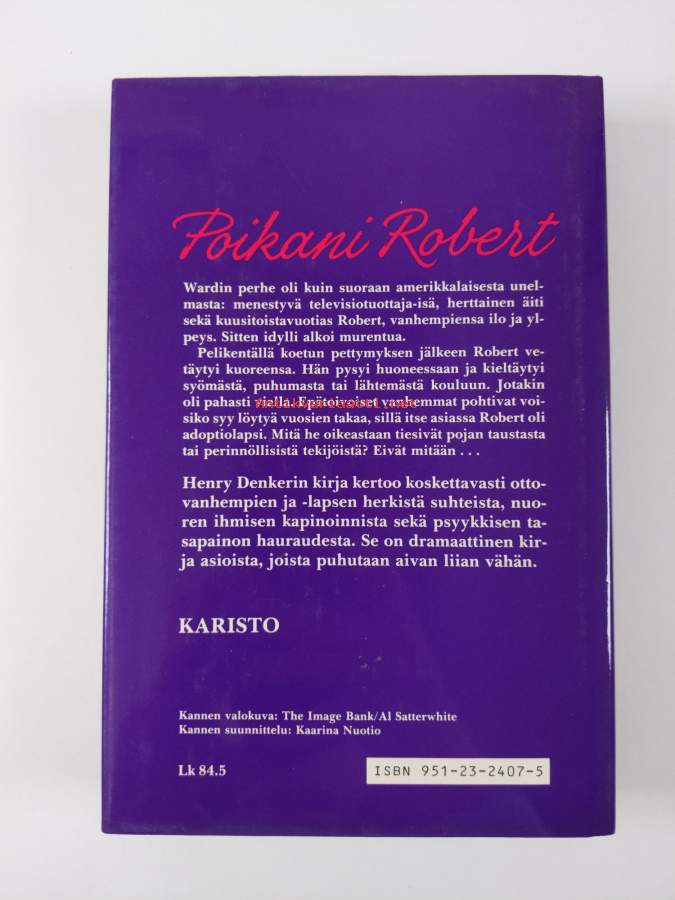 Poikani Robert
Wardin perhe oli kuin suoraan amerikkalaisesta unel-
masta: menestyvä televisiotuottaja-isä, herttainen äiti
sekä kuusitoistavuotias Robert, vanhempiensa ilo ja yl-
peys. Sitten idylli alkoi murentua.
Pelikentällä koetun pettymyksen jälkeen Robert ve-
täytyi kuoreensa. Hän pysyi huoneessaan ja kieltäytyi
syömästä, puhumasta tai lähtemästä kouluun. Jotakin
oli pahasti vialla. Epätoivoiset vanhemmat pohtivat voi-
siko syy löytyä vuosien takaa, sillä itse asiassa Robert oli
adoptiolapsi. Mitä he oikeastaan tiesivät pojan taustasta
tai perinnöllisistä tekijöistä? Eivät mitään . . .
Henry Denkerin kirja kertoo koskettavasti otto-
vanhempien ja -lapsen herkistä suhteista, nuo-
ren ihmisen kapinoinnista sekä psyykkisen ta-
sapainon hauraudesta. Se on dramaattinen kir-
ja asioista, joista puhutaan aivan liian vähän.
KARISTO
Kannen valokuva: The Image Bank/Al Satterwhite
Kannen suunnittelu: Kaarina Nuotio
Lk 84.5
ISBN 951-23-2407-5